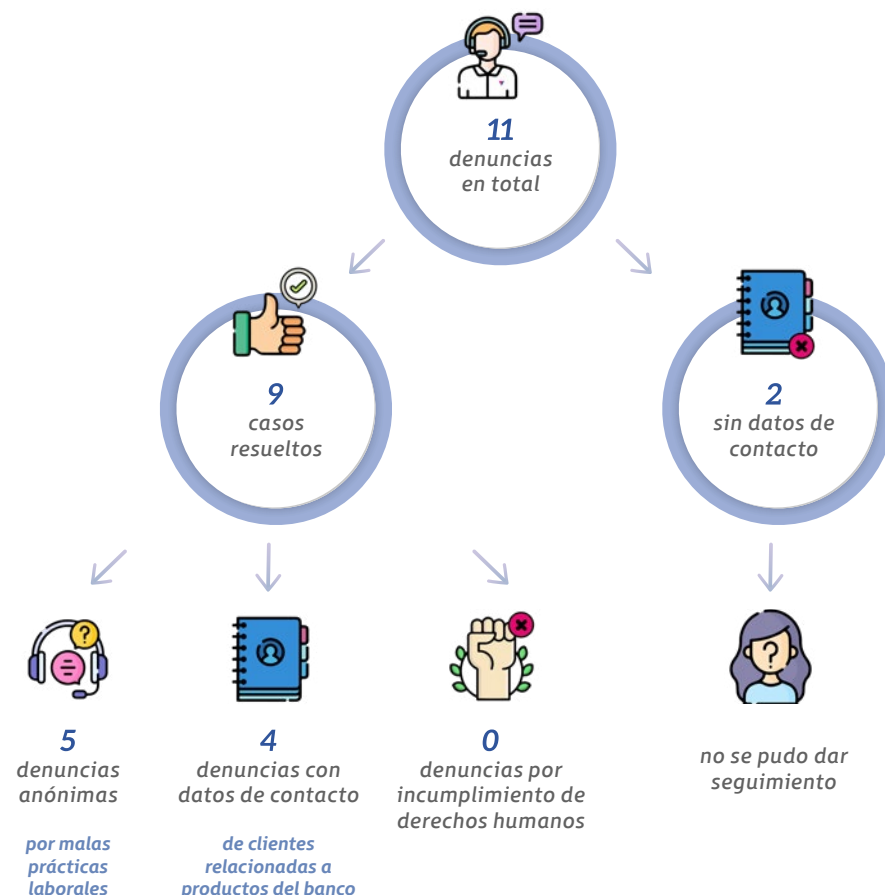 11
denuncias
en total
9
casos
resueltos
2
sin datos de
contacto
5
denuncias
anónimas
por malas
prácticas
laborales
4
denuncias con
datos de contacto
de clientes
relacionadas a
productos del banco
0
denuncias por
incumplimiento de
derechos humanos
no se pudo dar
seguimiento